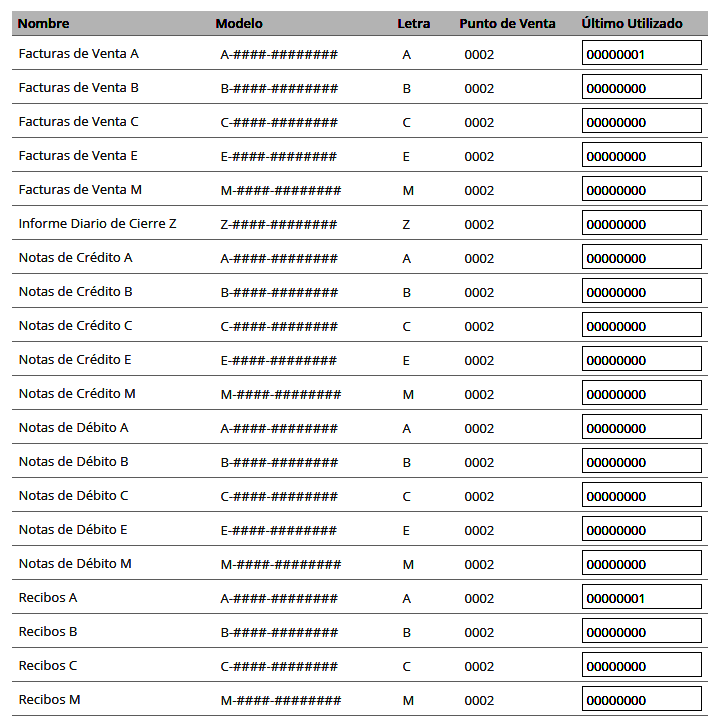 Nombre Modelo Letra Punto de Venta Último Utilizado
Facturas de Venta A A-####-######## A 0002 00000001
Facturas de Venta B B-####-######## B 0002 00000000
Facturas de Venta C C-####-######## C 0002 00000000
Facturas de Venta E E-####-######## E 0002 00000000
Facturas de Venta M M-####-######## M 0002 00000000
Informe Diario de Cierre Z Z-####-######## Z 0002 00000000
Notas de Crédito A A-####-######## A 0002 00000000
Notas de Crédito B B-####-######## B 0002 00000000
Notas de Crédito C C-####-######## C 0002 00000000
Notas de Crédito E E-####-######## E 0002 00000000
Notas de Crédito M M-####-######## M 0002 00000000
Notas de Débito A A-####-######## A 0002 00000000
Notas de Débito B B-####-######## B 0002 00000000
Notas de Débito C C-####-######## C 0002 00000000
Notas de Débito E E-####-######## E 0002 00000000
Notas de Débito M M-####-######## M 0002 00000000
Recibos A A-####-######## A 0002 00000001
Recibos B B-####-######## B 0002 00000000
Recibos C C-####-######## C 0002 00000000
Recibos M M-####-######## M 0002 00000000